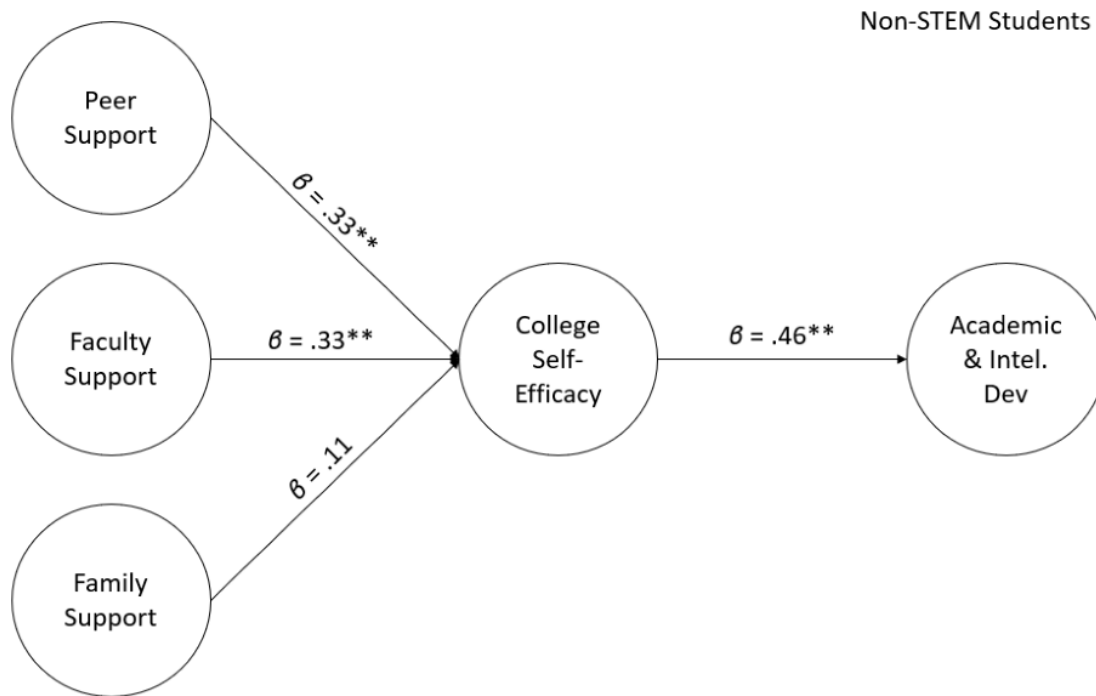 Non-STEM Students
Peer
Support
β = .33**
Faculty
Support
β = .33**
College
Self-
Efficacy
β = .46**
Academic
& Intel.
Dev
β = .11
Family
Support